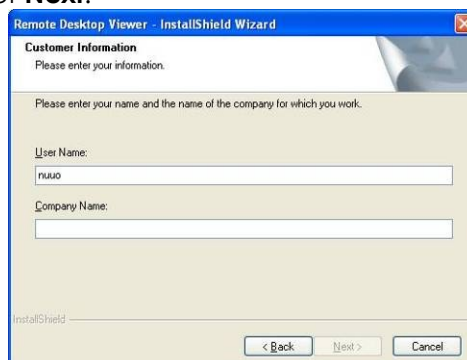 or Next.
Remote Desktop Viewer - InstallShield Wizard
Customer Information
Please enter your information.
Please enter your name and the name of the company for which you work.
User Name:
nuuo
Company Name:
InstallShield
< Back Next > Cancel